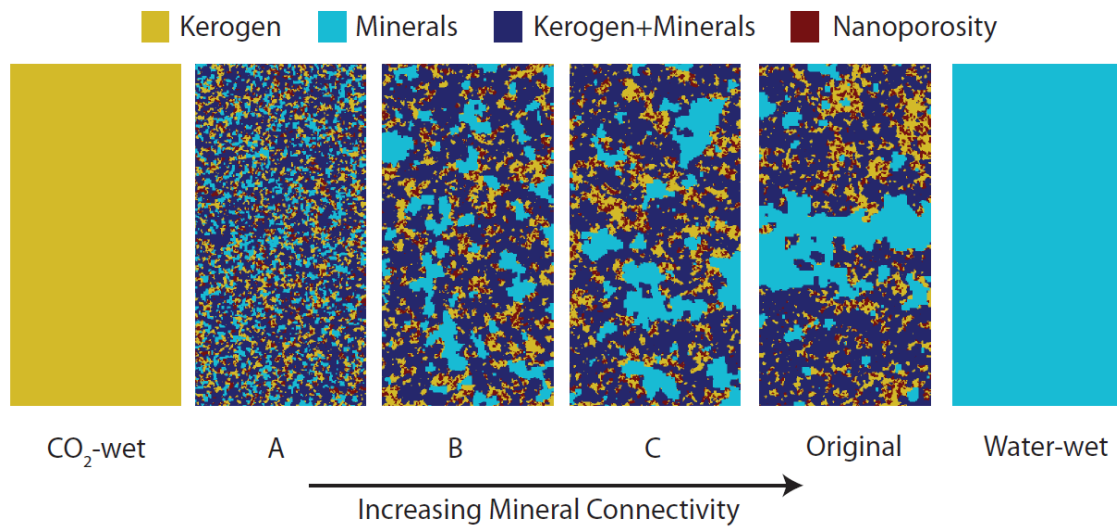 Kerogen Minerals Kerogen+Minerals Nanoporosity
CO₂-wet A B C Original Water-wet
Increasing Mineral Connectivity